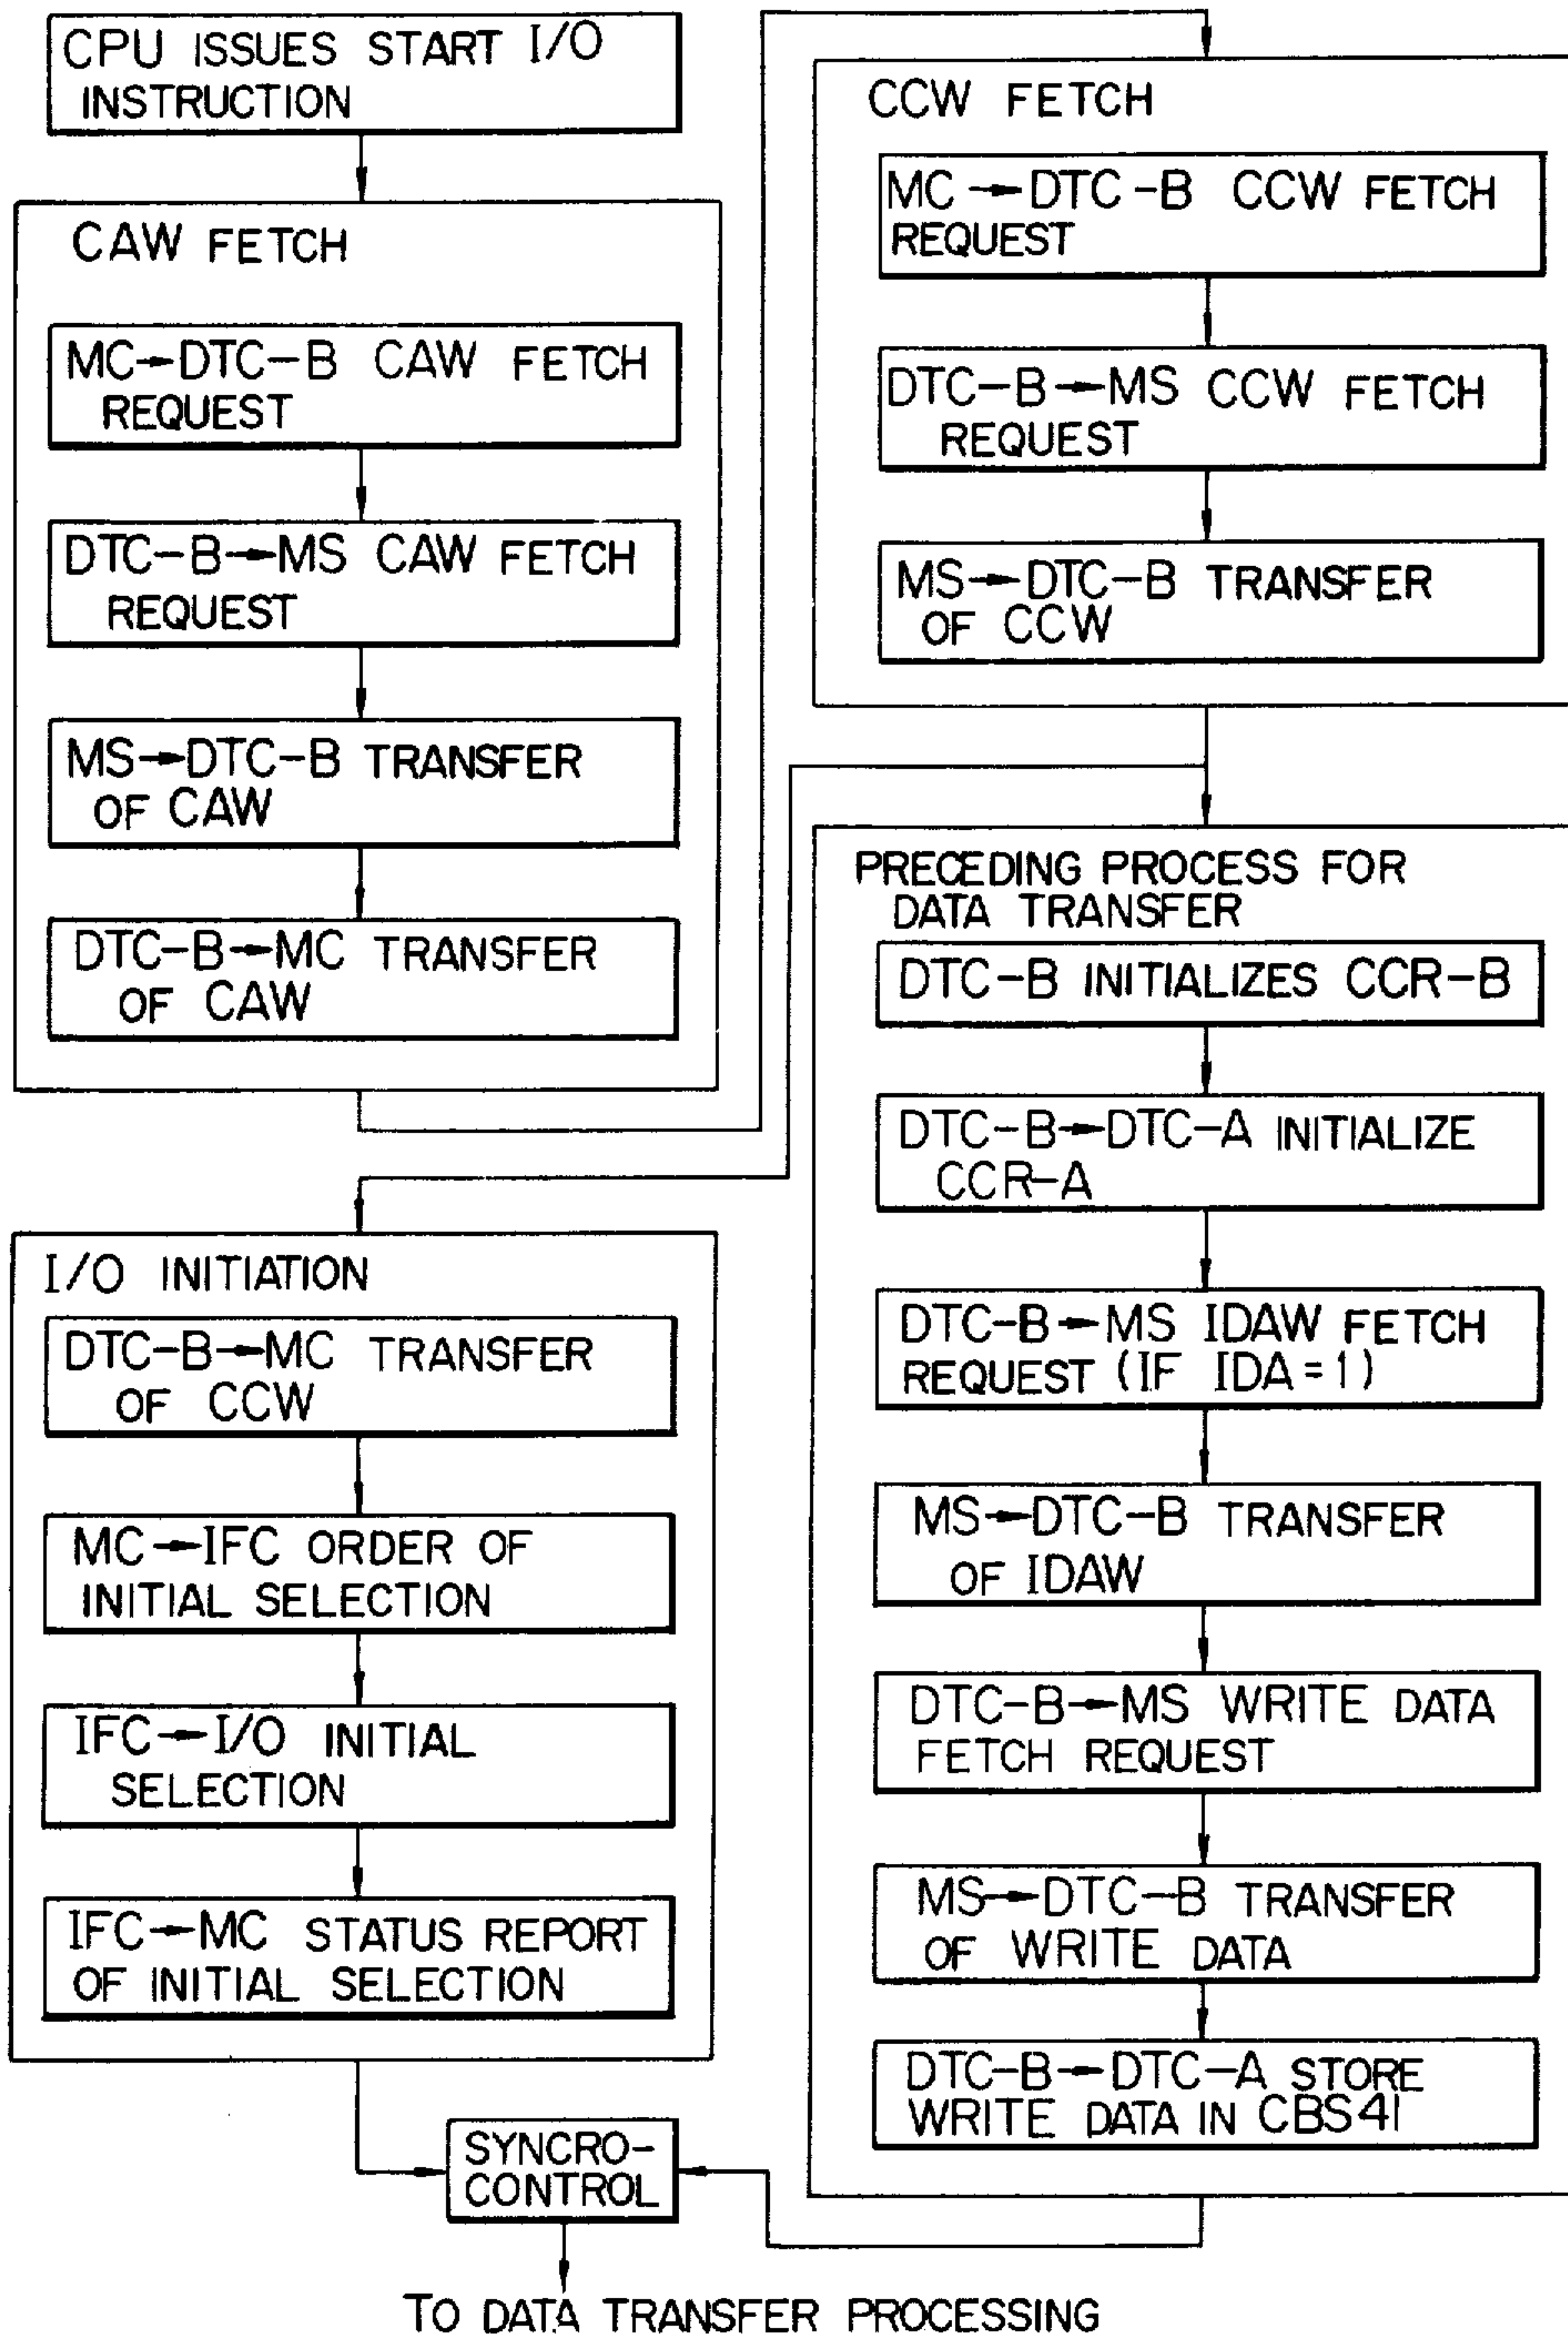 CPU ISSUES START I/O
INSTRUCTION
CAW FETCH
MC→DTC-B CAW FETCH
REQUEST
DTC-B→MS CAW FETCH
REQUEST
MS→DTC-B TRANSFER
OF CAW
DTC-B→MC TRANSFER
OF CAW
CCW FETCH
MC→DTC-B CCW FETCH
REQUEST
DTC-B→MS CCW FETCH
REQUEST
MS→DTC-B TRANSFER
OF CCW
I/O INITIATION
DTC-B→MC TRANSFER
OF CCW
MC→IFC ORDER OF
INITIAL SELECTION
IFC→I/O INITIAL
SELECTION
IFC→MC STATUS REPORT
OF INITIAL SELECTION
PRECEDING PROCESS FOR
DATA TRANSFER
DTC-B INITIALIZES CCR-B
DTC-B→DTC-A INITIALIZE
CCR-A
DTC-B→MS IDAW FETCH
REQUEST (IF IDA=1)
MS→DTC-B TRANSFER
OF IDAW
DTC-B→MS WRITE DATA
FETCH REQUEST
MS→DTC-B TRANSFER
OF WRITE DATA
DTC-B→DTC-A STORE
WRITE DATA IN CBS41
SYNCRO-
CONTROL
TO DATA TRANSFER PROCESSING